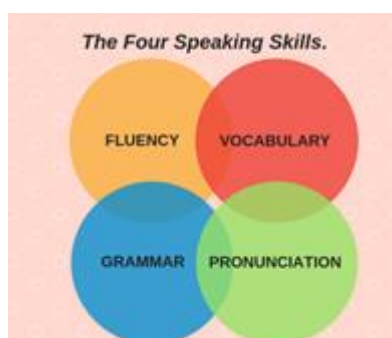 The Four Speaking Skills.
FLUENCY
VOCABULARY
GRAMMAR
PRONUNCIATION